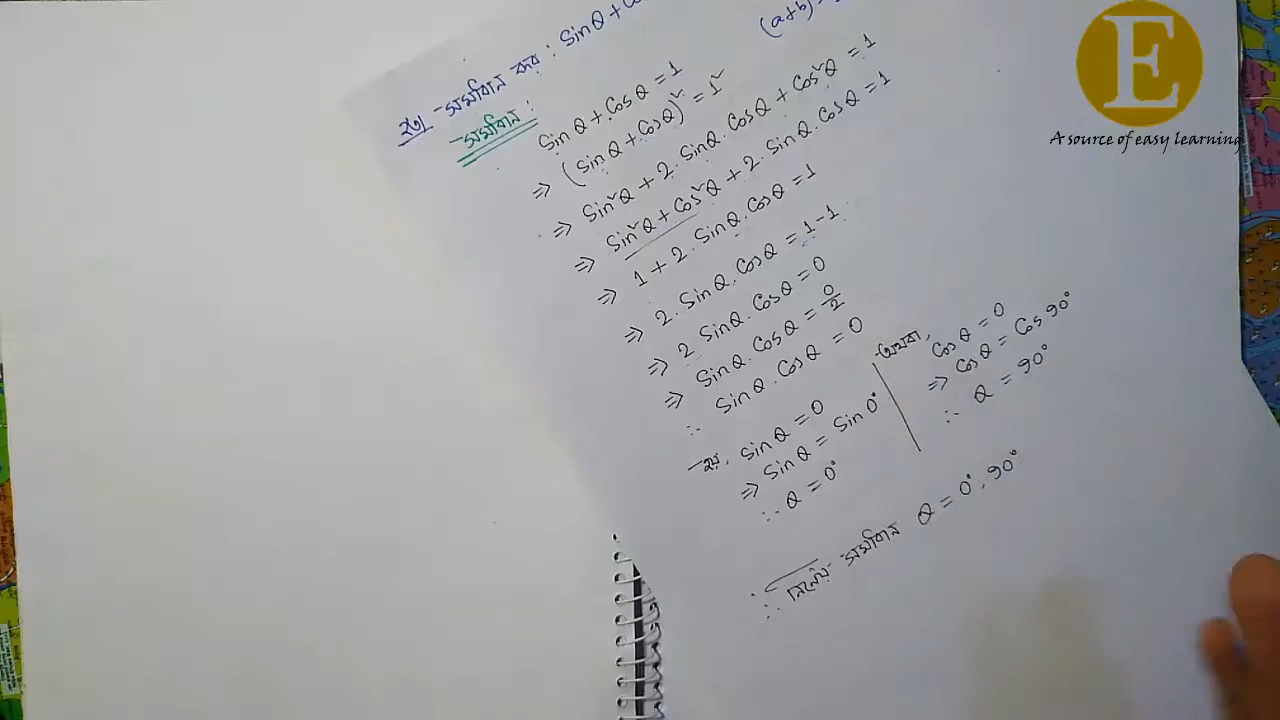 সমাধান কর: Sinθ + Co
(a+b)
সমাধান:
Sinθ + Cosθ = 1
⇒ (Sinθ + Cosθ)² = 1²
⇒ Sin²θ + 2. Sinθ. Cosθ + Cos²θ = 1
⇒ Sin²θ + Cos²θ + 2. Sinθ. Cosθ = 1
⇒ 1 + 2. Sinθ. Cosθ = 1
⇒ 2. Sinθ. Cosθ = 1-1
⇒ 2 Sinθ. Cosθ = 0
⇒ Sinθ. Cosθ = 0/2
∴ Sinθ. Cosθ = 0
হয়, Sinθ = 0
⇒ Sinθ = Sin0°
∴ θ = 0°
অথবা, Cosθ = 0
⇒ Cosθ = Cos90°
∴ θ = 90°
∴ নির্ণেয় সমাধান θ = 0°, 90°
E
A source of easy learning